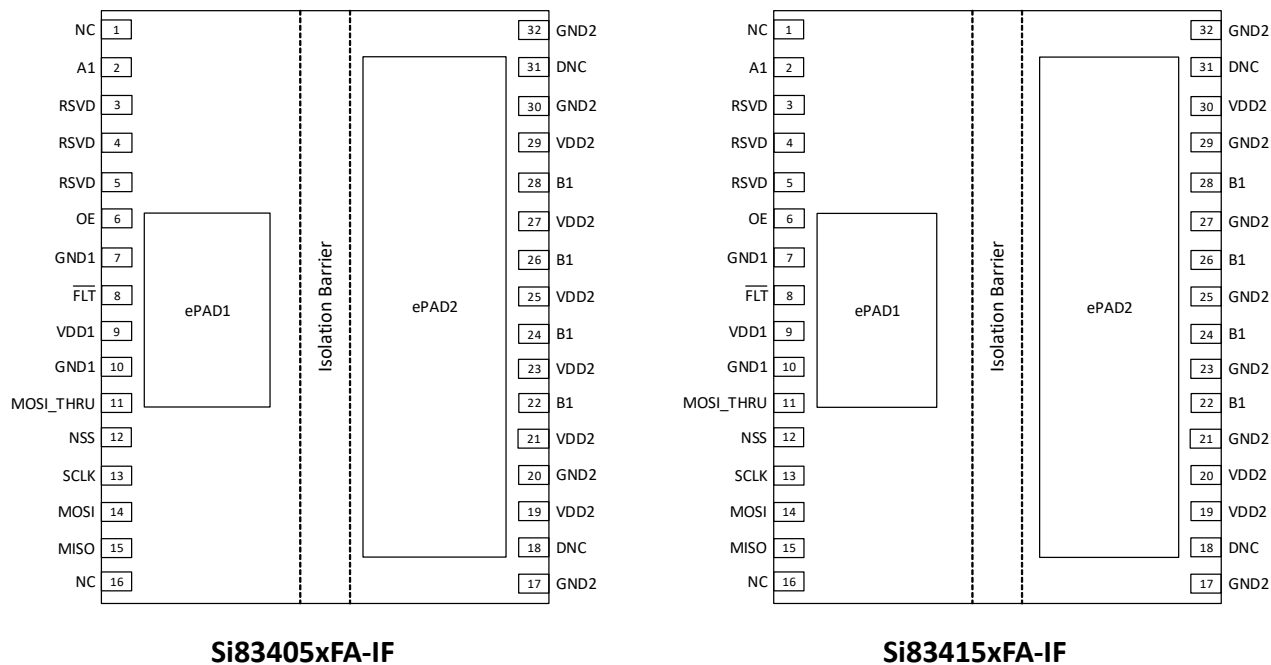 NC 1
A1 2
RSVD 3
RSVD 4
RSVD 5
OE 6
GND1 7
FLT 8
VDD1 9
GND1 10
MOSI_THRU 11
NSS 12
SCLK 13
MOSI 14
MISO 15
NC 16
ePAD1
Isolation Barrier
ePAD2
32 GND2
31 DNC
30 GND2
29 VDD2
28 B1
27 VDD2
26 B1
25 VDD2
24 B1
23 VDD2
22 B1
21 VDD2
20 GND2
19 VDD2
18 DNC
17 GND2
Si83405xFA-IF
NC 1
A1 2
RSVD 3
RSVD 4
RSVD 5
OE 6
GND1 7
FLT 8
VDD1 9
GND1 10
MOSI_THRU 11
NSS 12
SCLK 13
MOSI 14
MISO 15
NC 16
ePAD1
Isolation Barrier
ePAD2
32 GND2
31 DNC
30 VDD2
29 GND2
28 B1
27 GND2
26 B1
25 GND2
24 B1
23 GND2
22 B1
21 GND2
20 VDD2
19 VDD2
18 DNC
17 GND2
Si83415xFA-IF